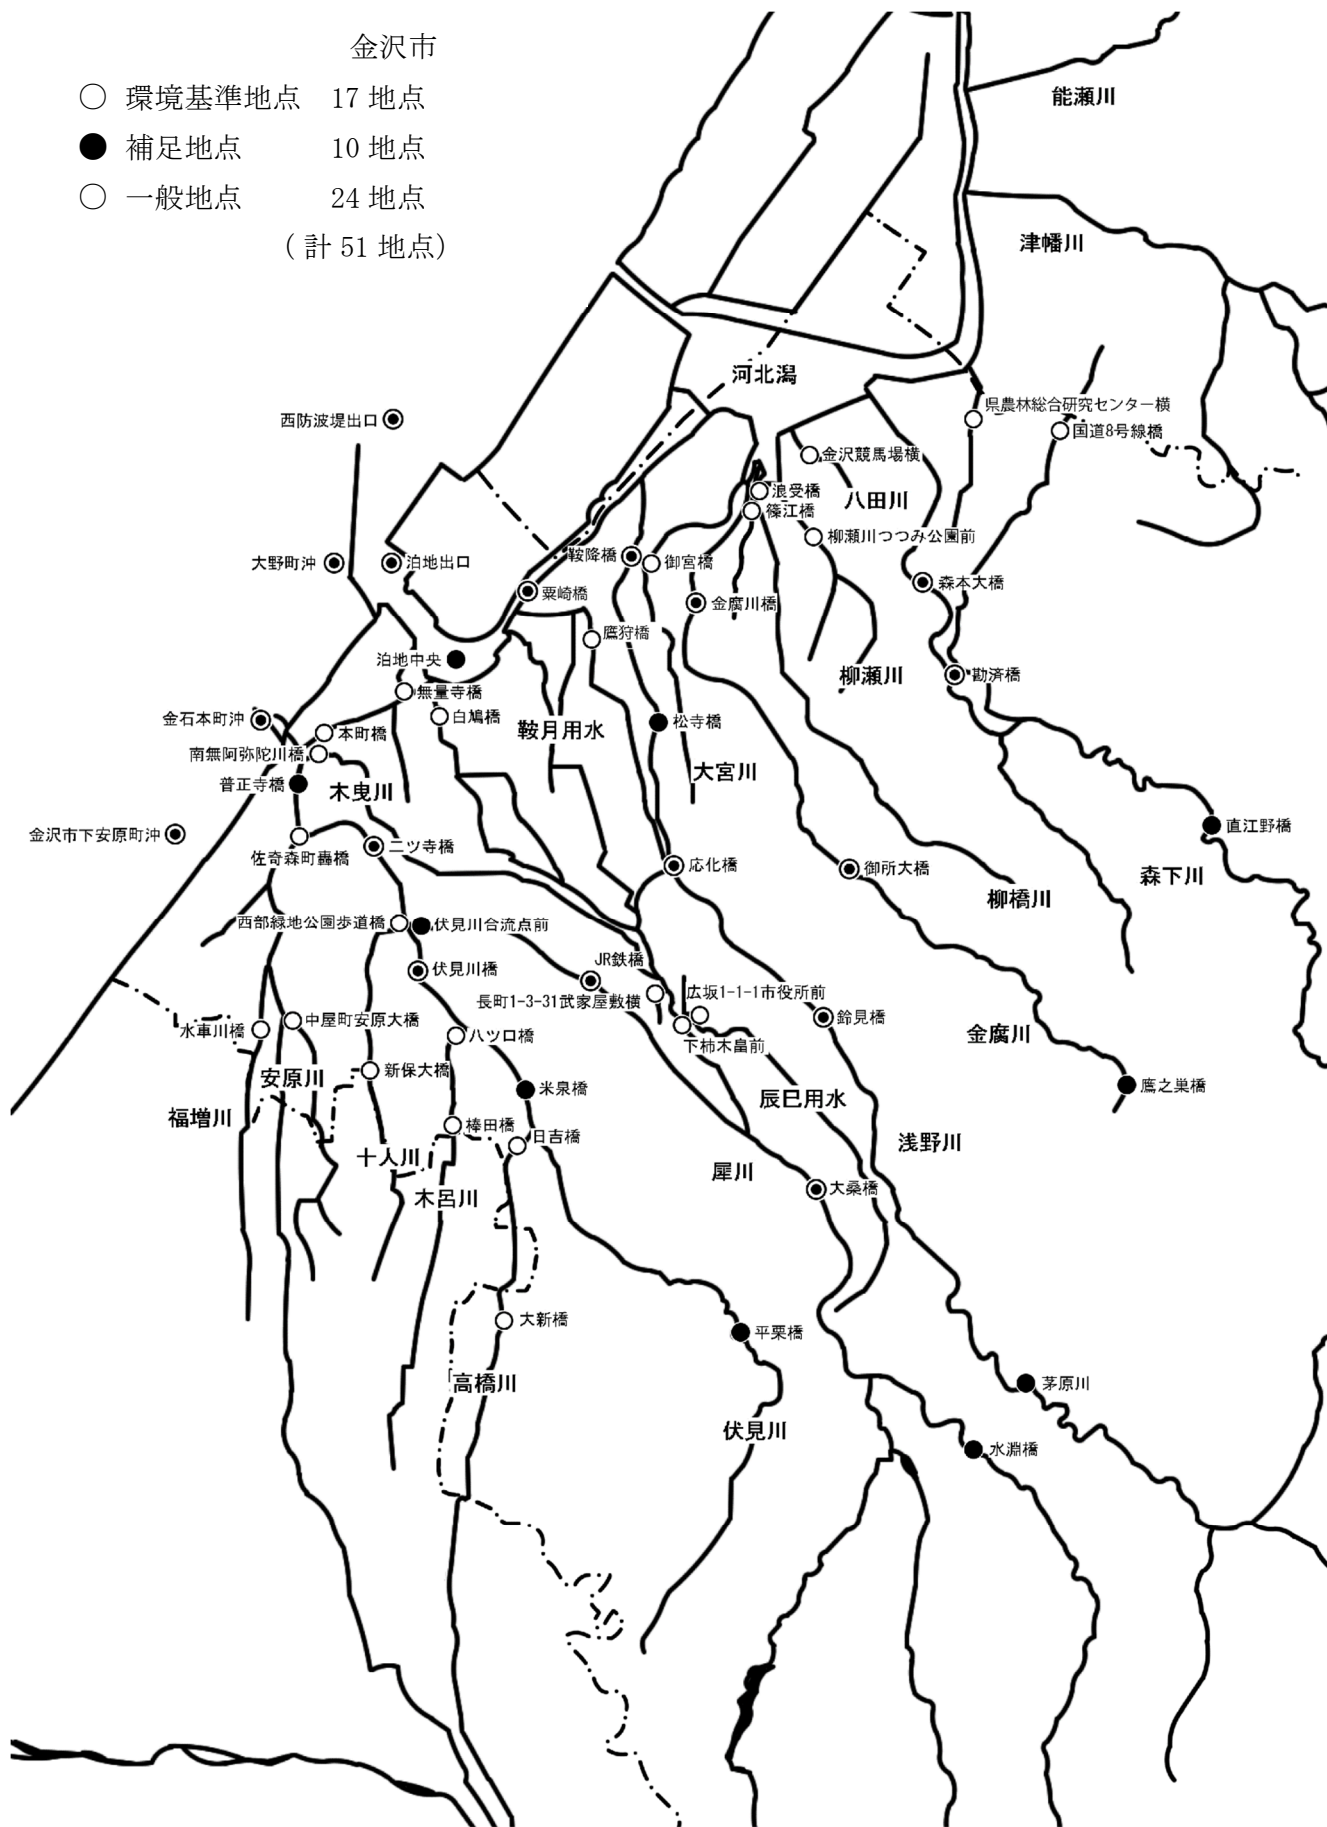 金沢市
○ 環境基準地点 17 地点
● 補足地点 10 地点
○ 一般地点 24 地点
( 計 51 地点)
能瀬川
津幡川
河北潟
県農林総合研究センター横
国道8号線橋
西防波堤出口
金沢競馬場横
浪受橋
八田川
篠江橋
柳瀬川つつみ公園前
鞍降橋
御宮橋
大野町沖
泊地出口
森本大橋
粟崎橋
金腐川橋
鷹狩橋
泊地中央
柳瀬川
勘済橋
無量寺橋
白鳩橋
金石本町沖
松寺橋
本町橋
鞍月用水
南無阿弥陀川橋
大宮川
普正寺橋
木曳川
直江野橋
金沢市下安原町沖
二ツ寺橋
佐奇森町轟橋
応化橋
御所大橋
森下川
柳橋川
西部緑地公園歩道橋
伏見川合流点前
JR鉄橋
伏見川橋
広坂1-1-1市役所前
長町1-3-31武家屋敷横
中屋町安原大橋
鈴見橋
水車川橋
八ツ口橋
金腐川
下柿木畠前
新保大橋
安原川
米泉橋
鷹之巣橋
辰巳用水
福増川
棒田橋
日吉橋
浅野川
十人川
犀川
大桑橋
木呂川
大新橋
平栗橋
高橋川
茅原川
伏見川
水淵橋